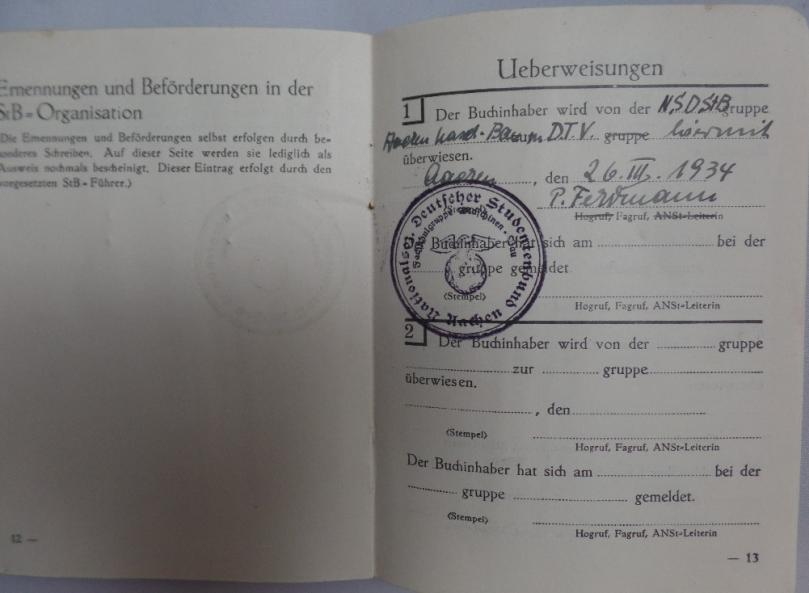 Ernennungen und Beförderungen in der
StB-Organisation
(Die Ernennungen und Beförderungen selbst erfolgen durch be-
sonderes Schreiben. Auf dieser Seite werden sie lediglich als
Ausweis nochmals bescheinigt. Dieser Eintrag erfolgt durch den
vorgesetzten StB-Führer.)
12 —
Ueberweisungen
1 Der Buchinhaber wird von der N.S.D.St.B gruppe
D.T.V. gruppe hiermit
überwiesen.
Aachen, den 26. III. 1934
P. Ferdmann
Hogruf, Fagruf, ANSt-Leiterin
Buchinhaber hat sich am bei der
gruppe gemeldet.
(Stempel)
Hogruf, Fagruf, ANSt-Leiterin
Nationalsoz. Deutscher Studentenbund
Aachen
2 Der Buchinhaber wird von der gruppe
zur gruppe
überwiesen.
, den
(Stempel)
Hogruf, Fagruf, ANSt-Leiterin
Der Buchinhaber hat sich am bei der
gruppe gemeldet.
(Stempel)
Hogruf, Fagruf, ANSt-Leiterin
— 13